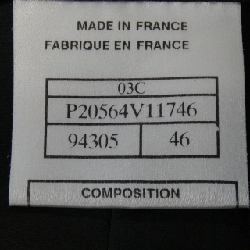 MADE IN FRANCE
FABRIQUE EN FRANCE
03C
P20564V11746
94305 46
COMPOSITION